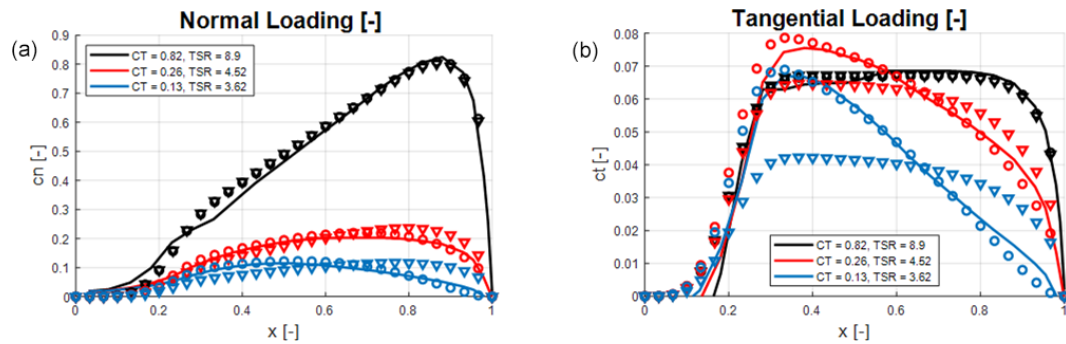 Normal Loading [-]
(a)
0.9
0.8
0.7
0.6
0.5
0.4
0.3
0.2
0.1
0
cn [-]
CT = 0.82, TSR = 8.9
CT = 0.26, TSR = 4.52
CT = 0.13, TSR = 3.62
0 0.2 0.4 0.6 0.8 1
x [-]
Tangential Loading [-]
(b)
0.08
0.07
0.06
0.05
0.04
0.03
0.02
0.01
0
ct [-]
CT = 0.82, TSR = 8.9
CT = 0.26, TSR = 4.52
CT = 0.13, TSR = 3.62
0 0.2 0.4 0.6 0.8 1
x [-]